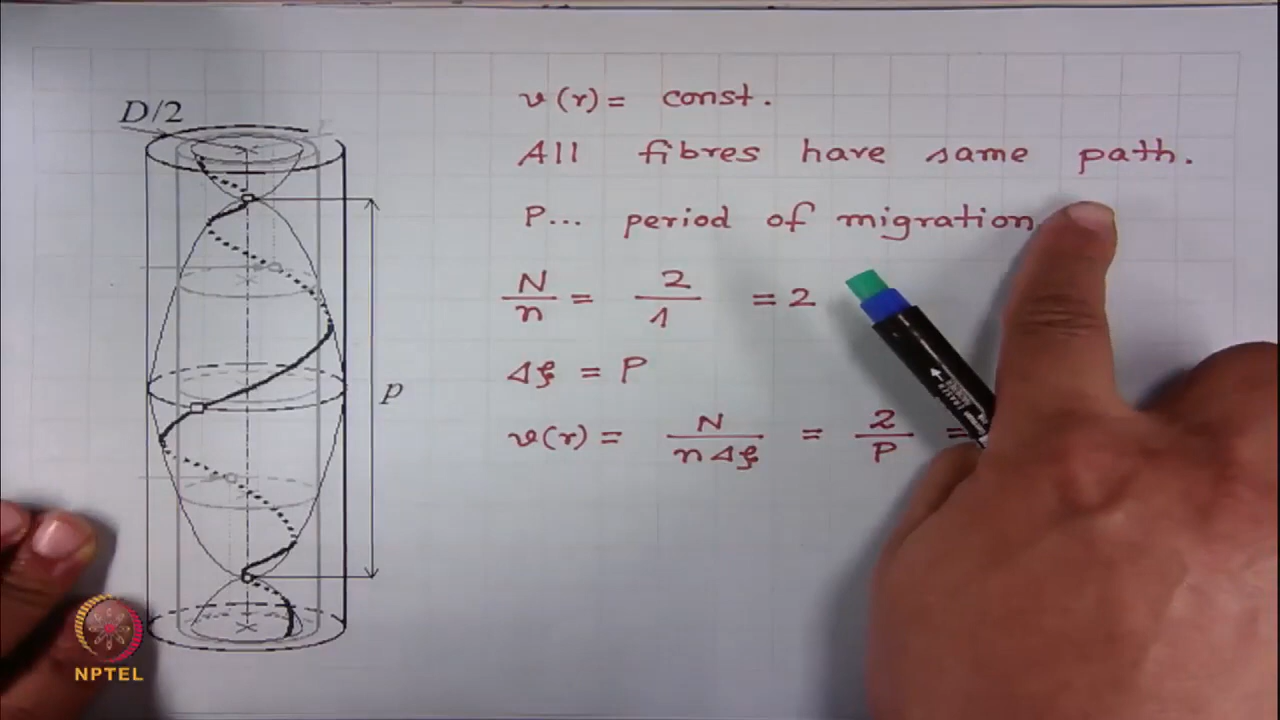 D/2
v(r) = const.
All fibres have same path.
P... period of migration
N/n = 2/1 = 2
Δξ = P
v(r) = N/nΔξ = 2/P =
p
NPTEL